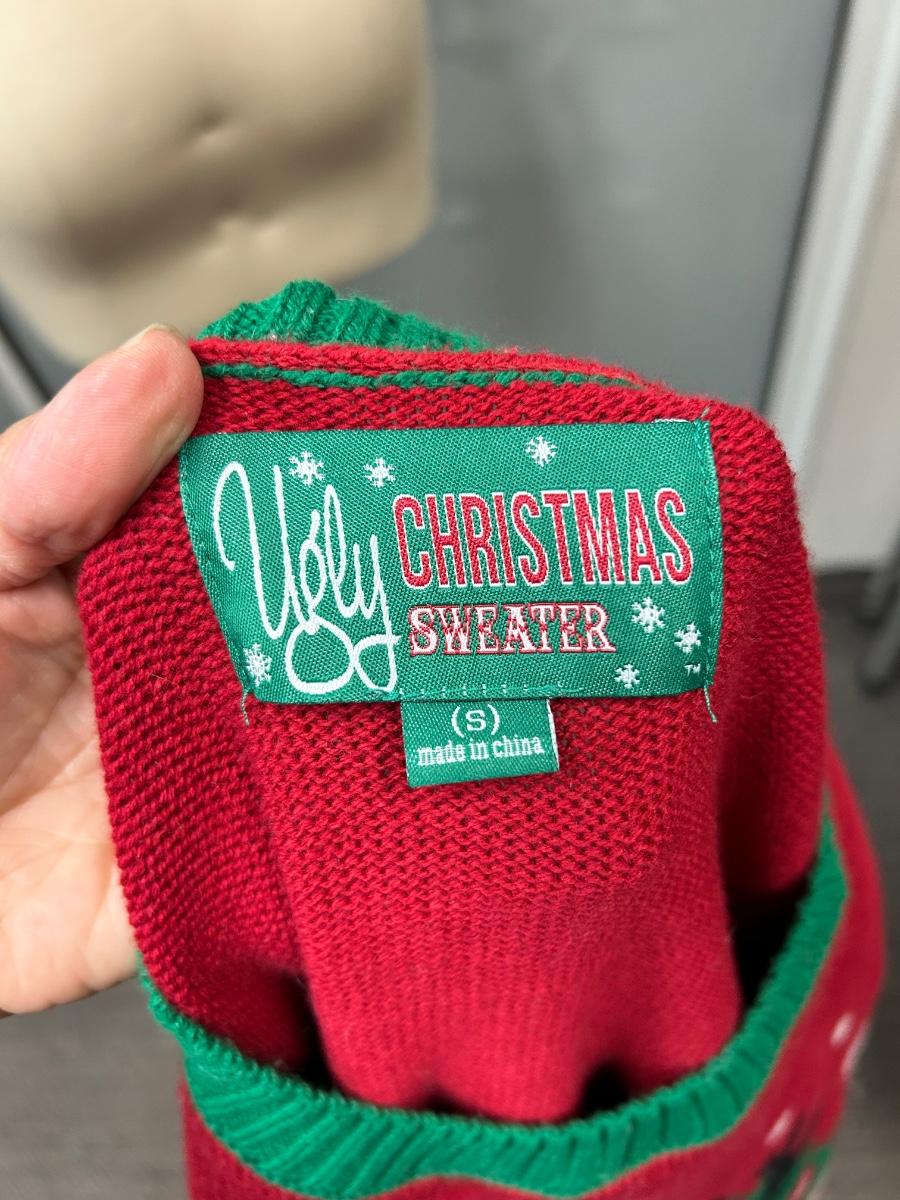 Ugly CHRISTMAS
SWEATER
TM
(S)
made in china